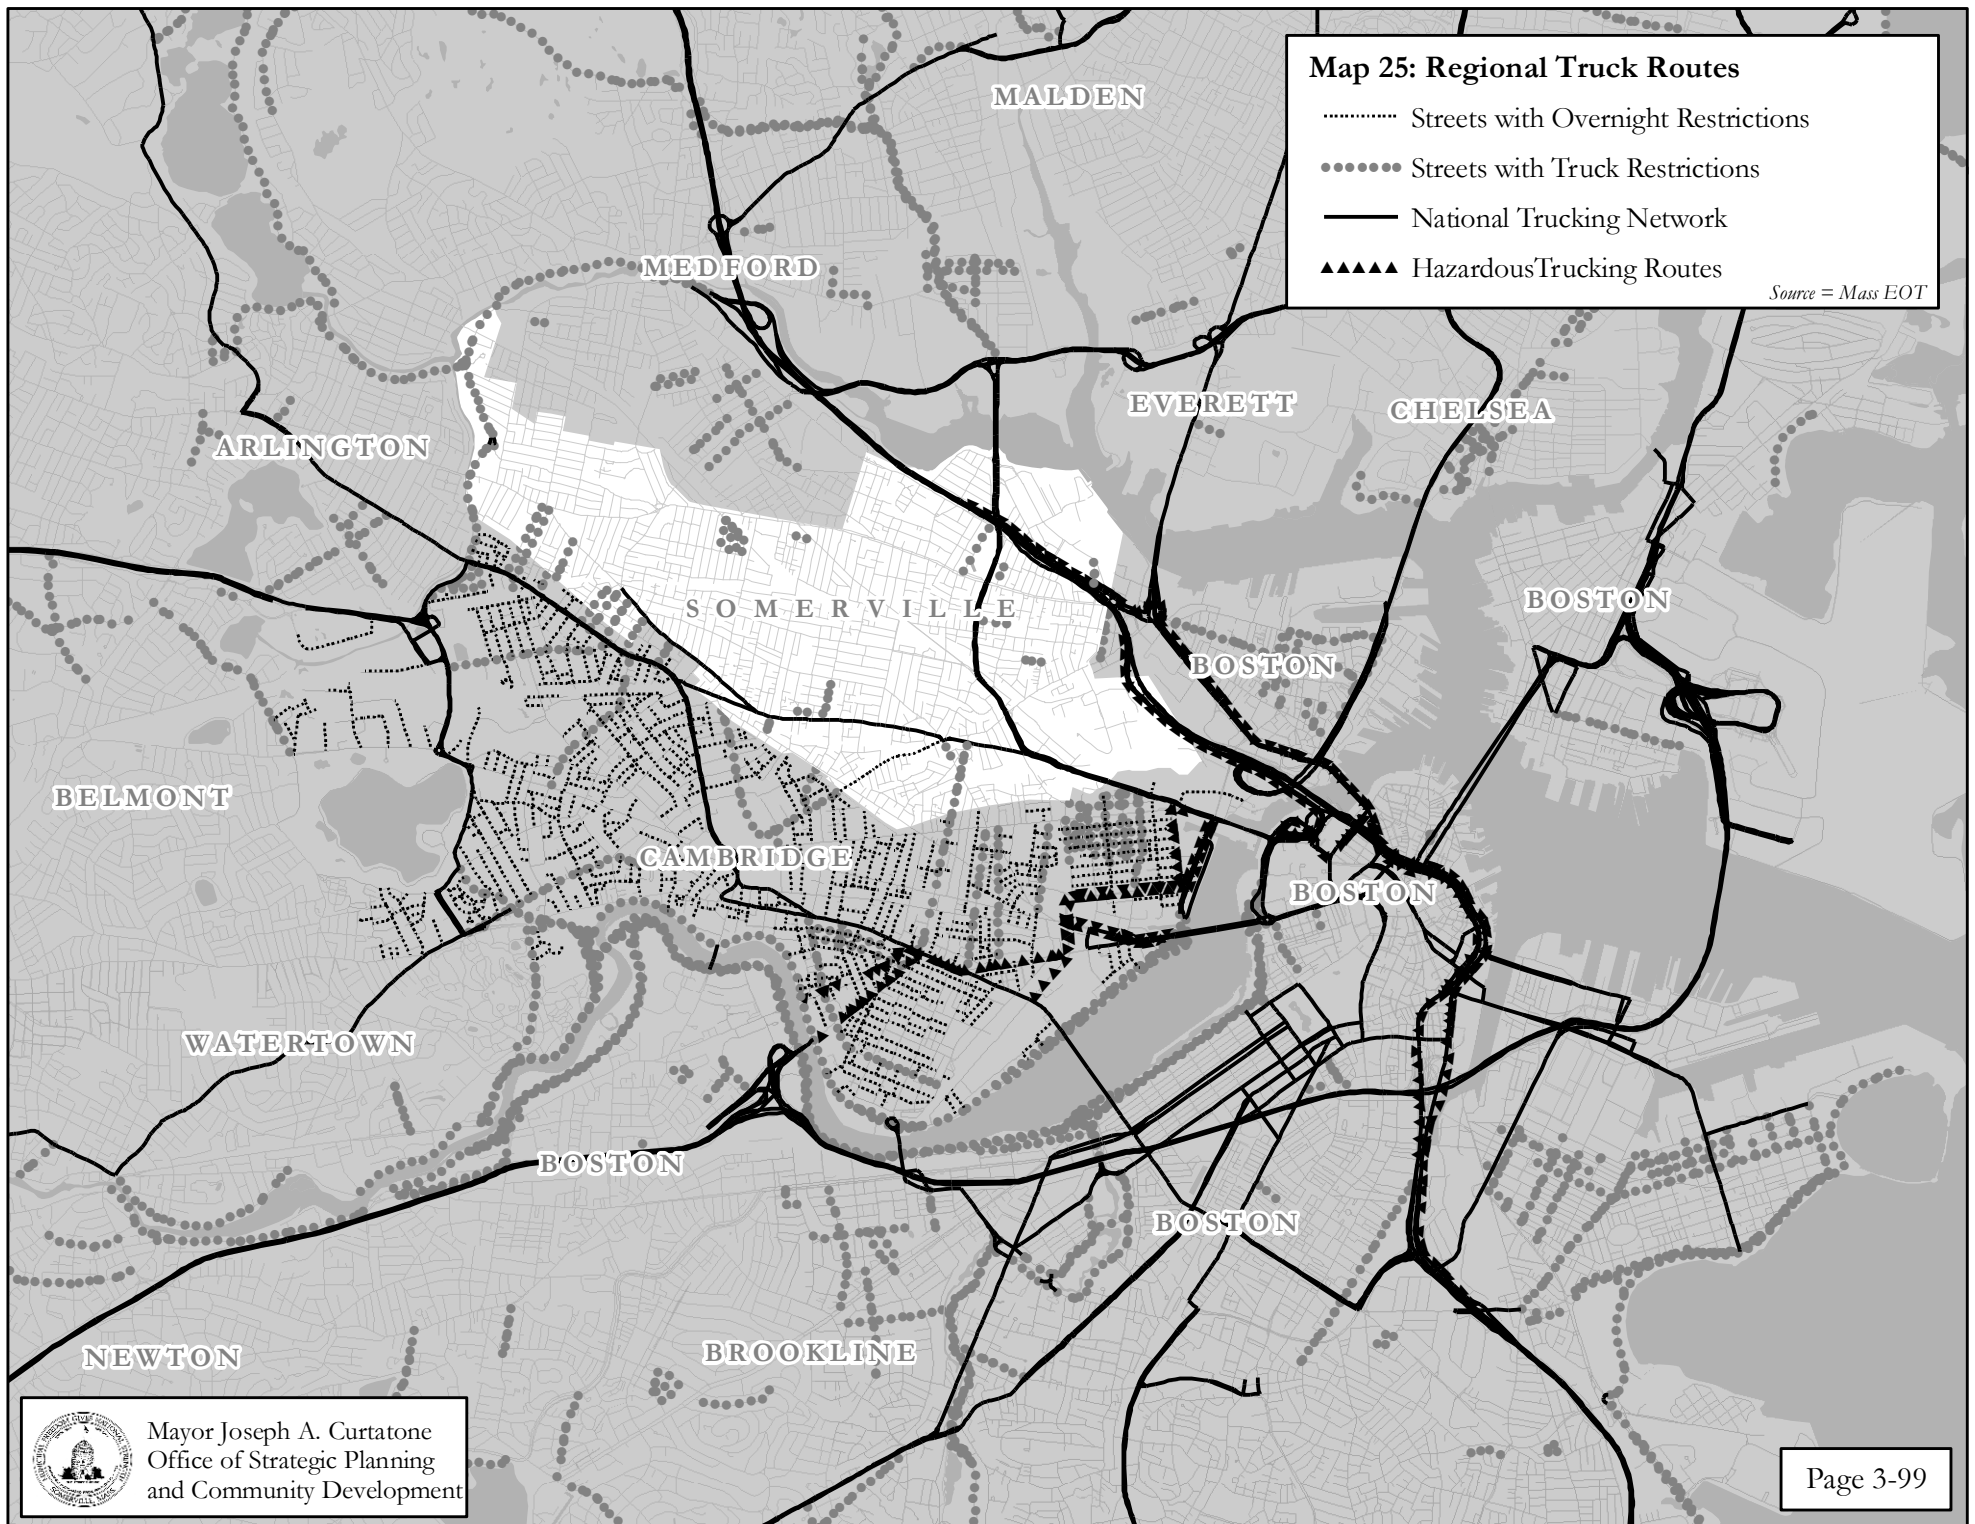 Map 25: Regional Truck Routes
Streets with Overnight Restrictions
Streets with Truck Restrictions
National Trucking Network
HazardousTrucking Routes
Source = Mass EOT
MALDEN
MEDFORD
EVERETT
CHELSEA
ARLINGTON
SOMERVILLE
BOSTON
BOSTON
BELMONT
CAMBRIDGE
BOSTON
WATERTOWN
BOSTON
BOSTON
NEWTON
BROOKLINE
Mayor Joseph A. Curtatone
Office of Strategic Planning
and Community Development
Page 3-99